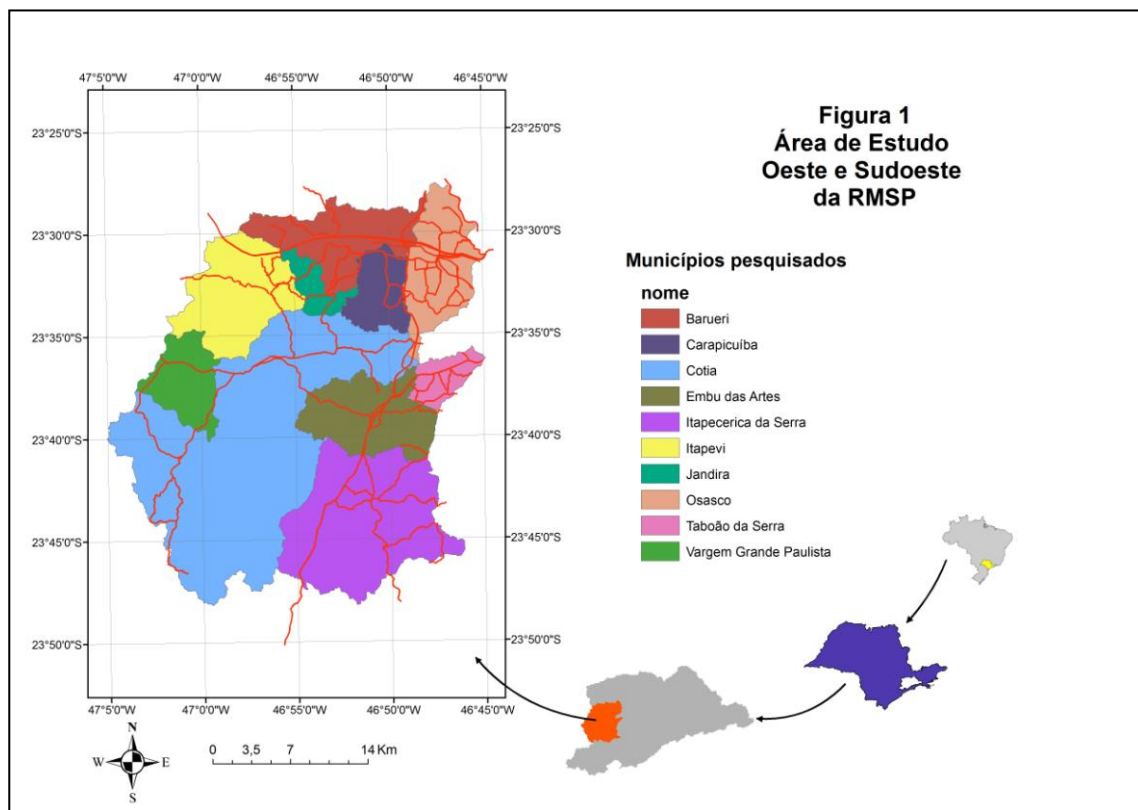 Figura 1
Área de Estudo
Oeste e Sudoeste
da RMSP
47°5'0"W 47°0'0"W 46°55'0"W 46°50'0"W 46°45'0"W
23°25'0"S 23°25'0"S
23°30'0"S 23°30'0"S
23°35'0"S 23°35'0"S
23°40'0"S 23°40'0"S
23°45'0"S 23°45'0"S
23°50'0"S 23°50'0"S
47°5'0"W 47°0'0"W 46°55'0"W 46°50'0"W 46°45'0"W
Municípios pesquisados
nome
Barueri
Carapicuíba
Cotia
Embu das Artes
Itapecerica da Serra
Itapevi
Jandira
Osasco
Taboão da Serra
Vargem Grande Paulista
N
W E
S
0 3,5 7 14 Km